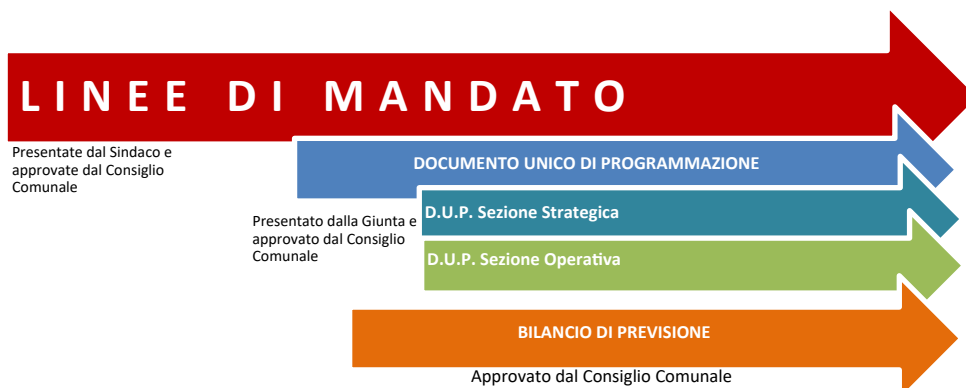 LINEE DI MANDATO
Presentate dal Sindaco e
approvate dal Consiglio
Comunale
DOCUMENTO UNICO DI PROGRAMMAZIONE
Presentato dalla Giunta e
approvato dal Consiglio
Comunale
D.U.P. Sezione Strategica
D.U.P. Sezione Operativa
BILANCIO DI PREVISIONE
Approvato dal Consiglio Comunale